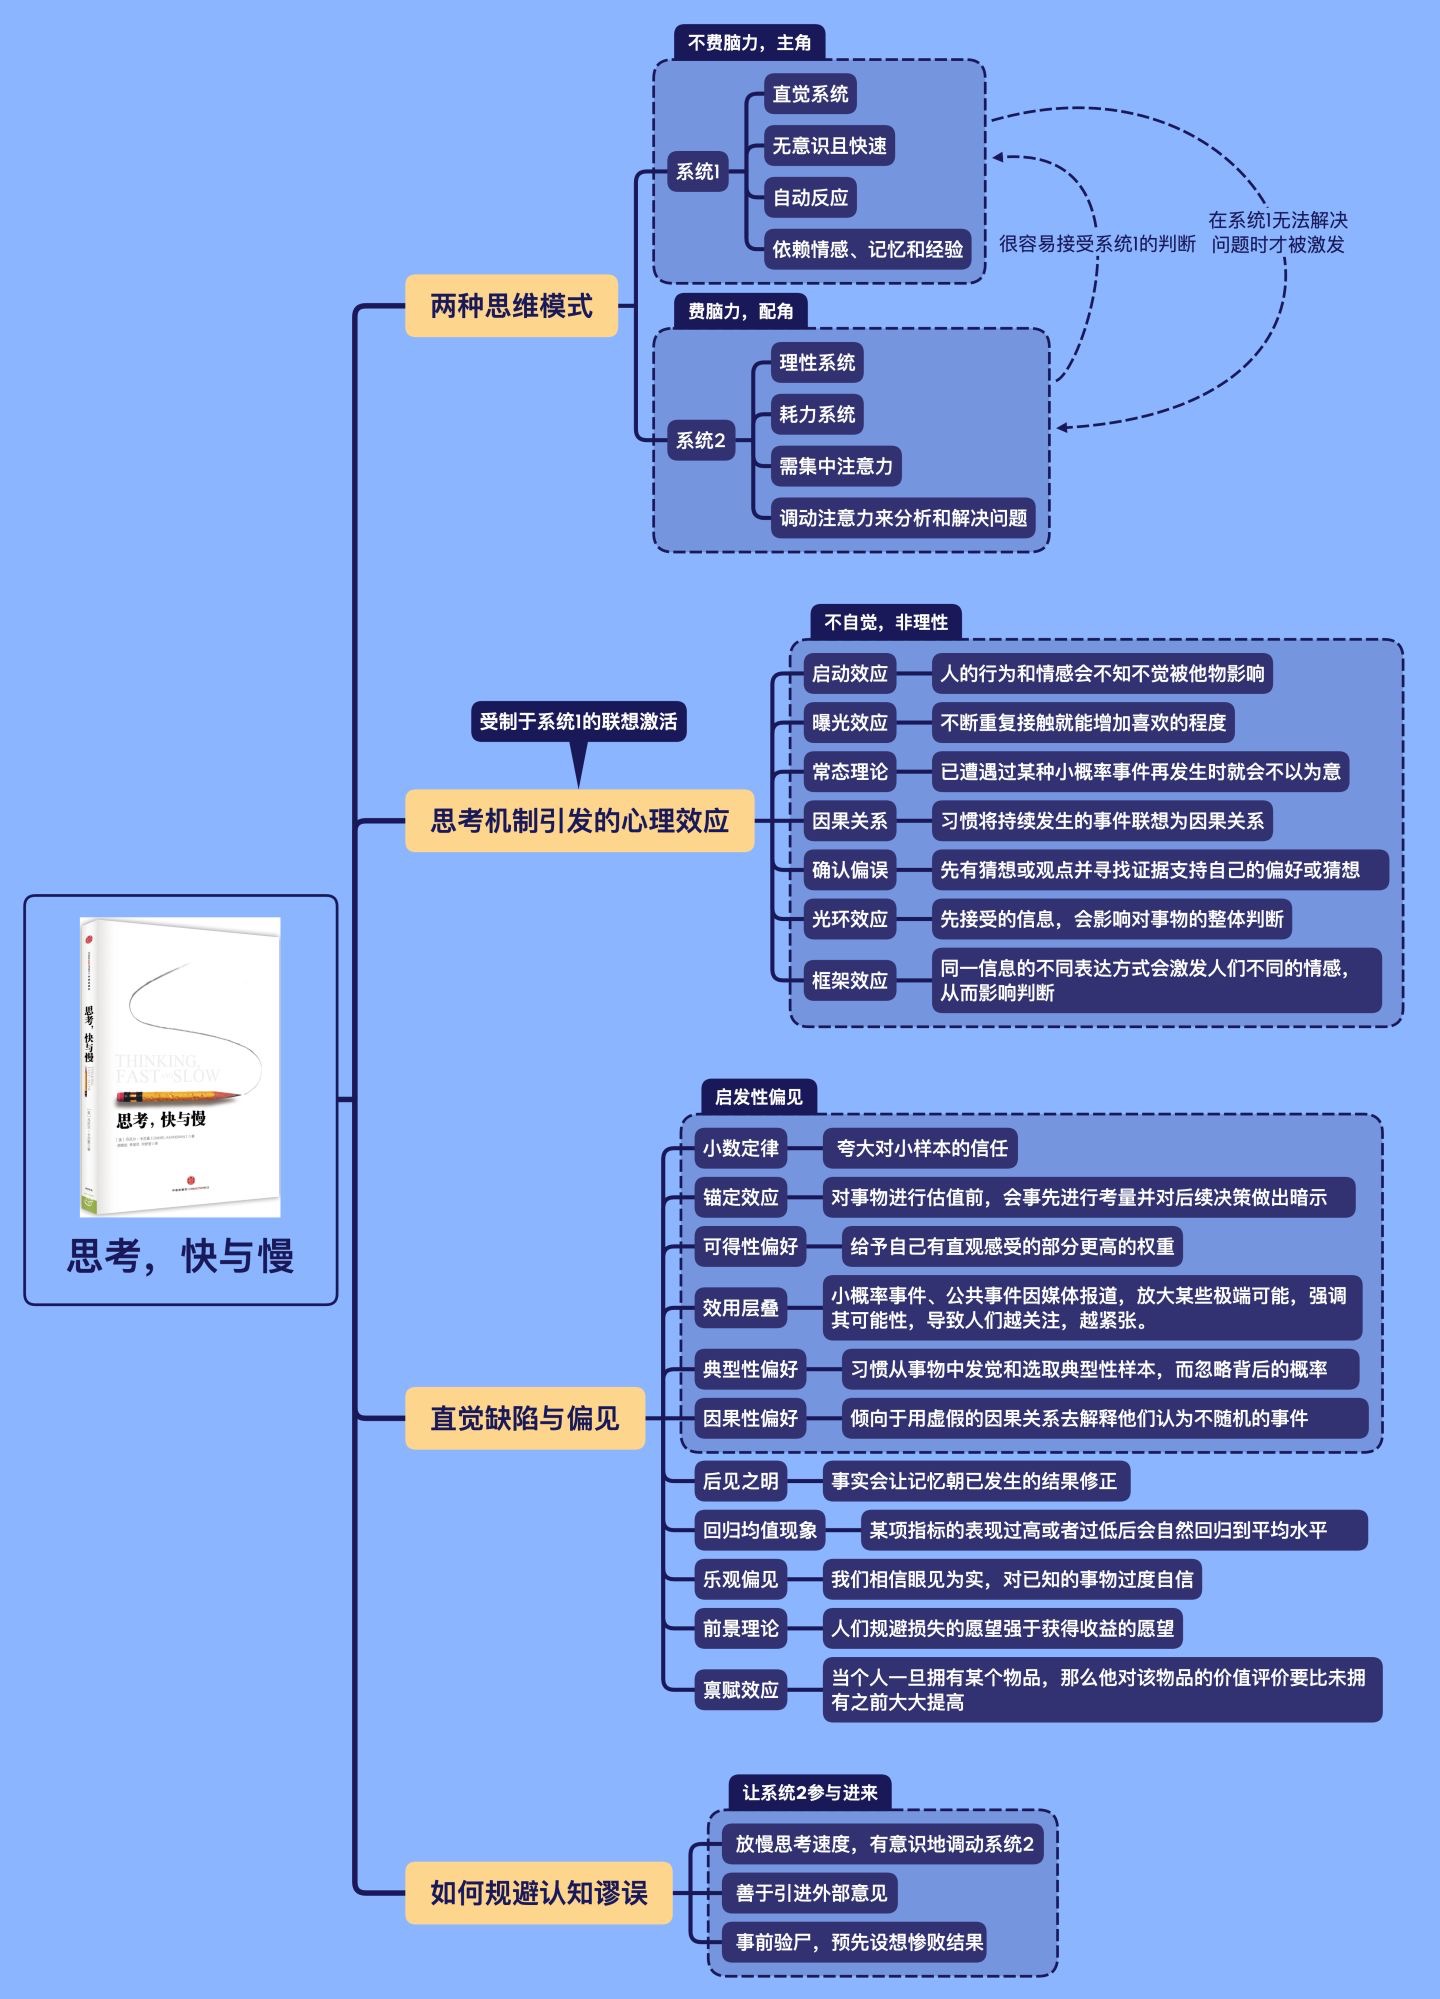 不费脑力，主角
直觉系统
无意识且快速
系统1
自动反应
依赖情感、记忆和经验
很容易接受系统1的判断
在系统1无法解决
问题时才被激发
两种思维模式
费脑力，配角
理性系统
耗力系统
系统2
需集中注意力
调动注意力来分析和解决问题
不自觉，非理性
启动效应
人的行为和情感会不知不觉被他物影响
曝光效应
不断重复接触就能增加喜欢的程度
受制于系统1的联想激活
常态理论
已遭遇过某种小概率事件再发生时就会不以为意
思考机制引发的心理效应
因果关系
习惯将持续发生的事件联想为因果关系
确认偏误
先有猜想或观点并寻找证据支持自己的偏好或猜想
光环效应
先接受的信息，会影响对事物的整体判断
框架效应
同一信息的不同表达方式会激发人们不同的情感，
从而影响判断
思考，快与慢
THINKING,
FAST AND SLOW
思考，快与慢
思考，快与慢
启发性偏见
小数定律
夸大对小样本的信任
锚定效应
对事物进行估值前，会事先进行考量并对后续决策做出暗示
可得性偏好
给予自己有直观感受的部分更高的权重
效用层叠
小概率事件、公共事件因媒体报道，放大某些极端可能，强调
其可能性，导致人们越关注，越紧张。
典型性偏好
习惯从事物中发觉和选取典型性样本，而忽略背后的概率
直觉缺陷与偏见
因果性偏好
倾向于用虚假的因果关系去解释他们认为不随机的事件
后见之明
事实会让记忆朝已发生的结果修正
回归均值现象
某项指标的表现过高或者过低后会自然回归到平均水平
乐观偏见
我们相信眼见为实，对已知的事物过度自信
前景理论
人们规避损失的愿望强于获得收益的愿望
禀赋效应
当个人一旦拥有某个物品，那么他对该物品的价值评价要比未拥
有之前大大提高
让系统2参与进来
放慢思考速度，有意识地调动系统2
如何规避认知谬误
善于引进外部意见
事前验尸，预先设想惨败结果